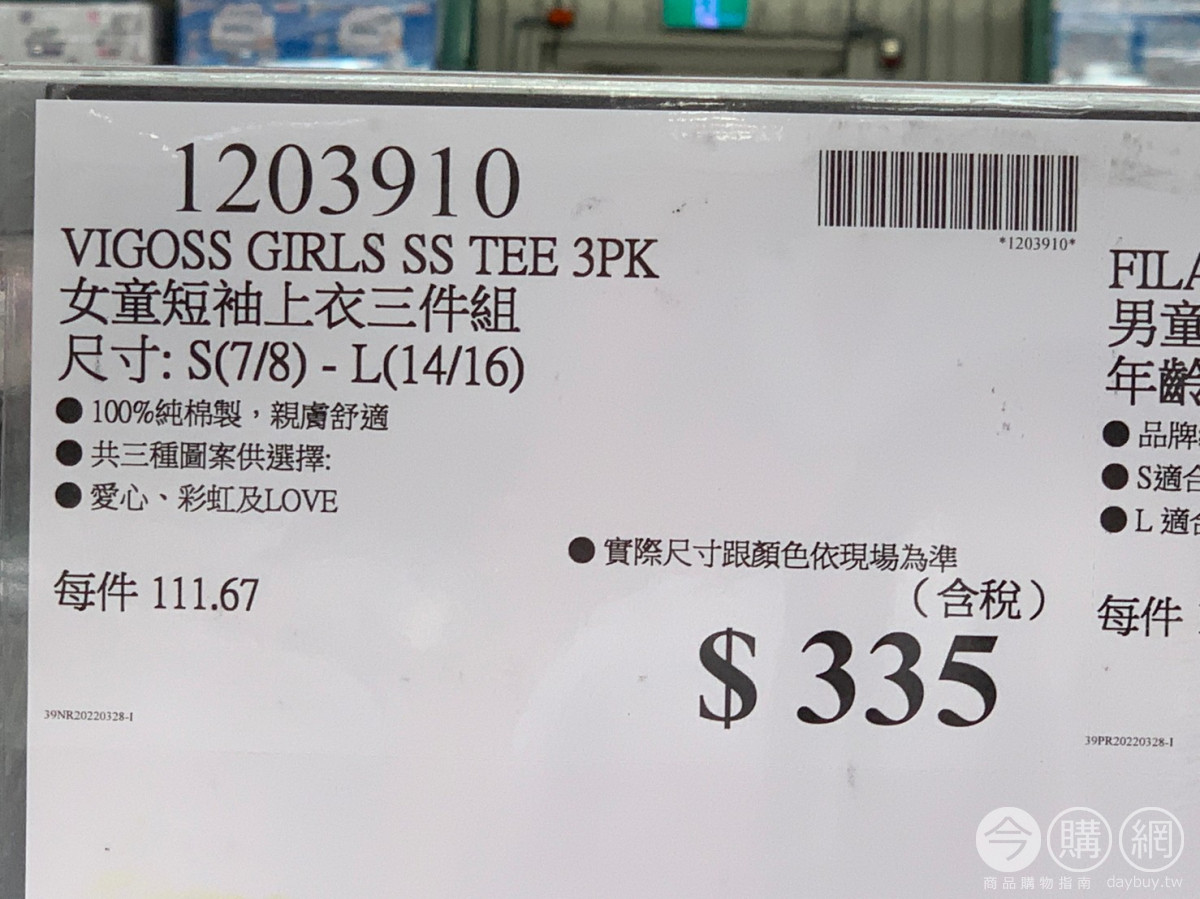 1203910
*1203910*
VIGOSS GIRLS SS TEE 3PK
女童短袖上衣三件組
尺寸: S(7/8) - L(14/16)
● 100%純棉製，親膚舒適
● 共三種圖案供選擇:
● 愛心、彩虹及LOVE
● 實際尺寸跟顏色依現場為準
（含稅）
每件 111.67
$ 335
39NR20220328-1
FILA
男童
年齡
● 品牌
● S適合
● L 適合
每件
39PR20220328-1
今購網
商品購物指南 daybuy.tw